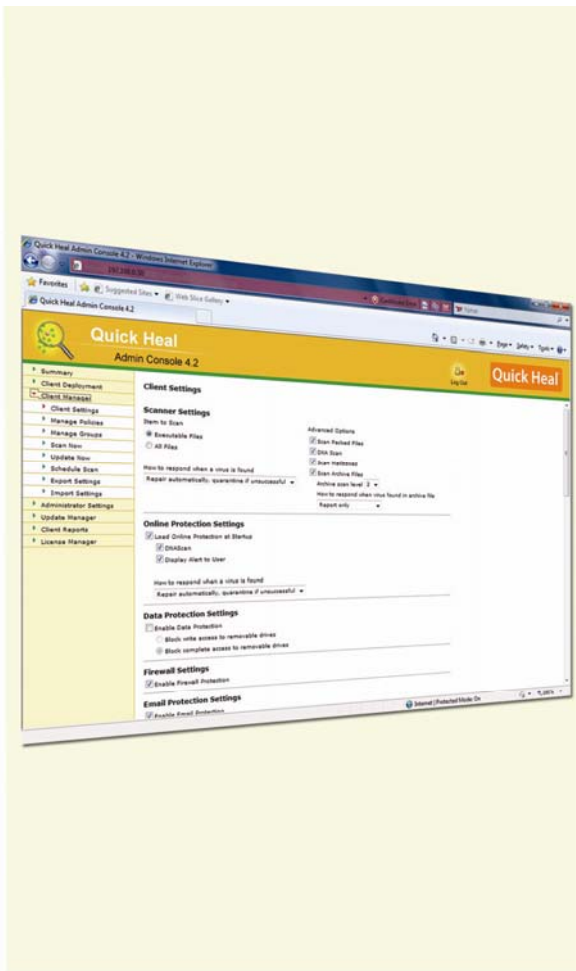 Quick Heal Admin Console 4.2 - Windows Internet Explorer
Favorites
Suggested Sites
Web Slice Gallery
Quick Heal Admin Console 4.2
Page
Safety
Tools
Quick Heal
Admin Console 4.2
Log Out
Quick Heal
Summary
Client Deployment
Client Manager
Client Settings
Manage Policies
Manage Groups
Scan Now
Update Now
Schedule Scan
Export Settings
Import Settings
Administrator Settings
Update Manager
Client Reports
License Manager
Client Settings
Scanner Settings
Item to Scan
Executable Files
All Files
How to respond when a virus is found
Repair automatically, quarantine if unsuccessful
Advanced Options
Scan Packed Files
DNA Scan
Scan mailboxes
Scan Archive Files
Archive scan level 2
How to respond when virus found in archive file
Report only
Online Protection Settings
Load Online Protection at Startup
DNAScan
Display Alert to User
How to respond when a virus is found
Repair automatically, quarantine if unsuccessful
Data Protection Settings
Enable Data Protection
Block write access to removable drives
Block complete access to removable drives
Firewall Settings
Enable Firewall Protection
Email Protection Settings
Enable Email Protection
Internet | Protected Mode: On